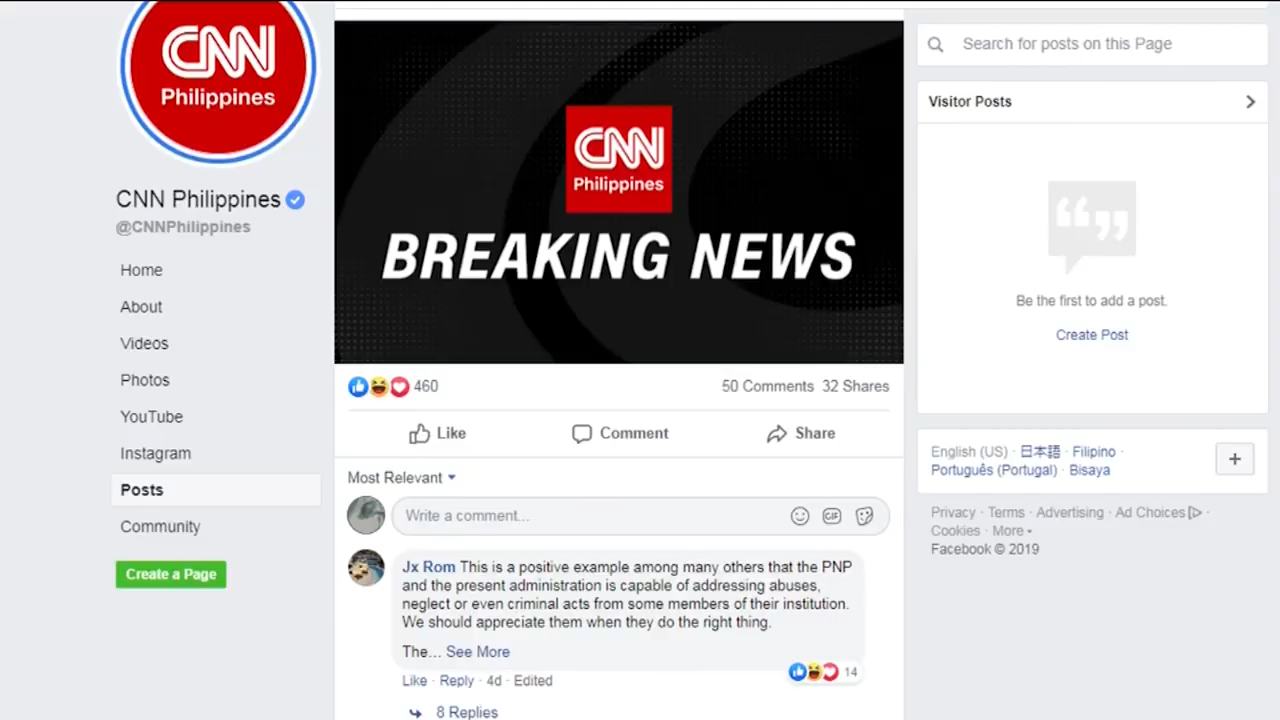 CNN
Philippines
CNN Philippines
@CNNPhilippines
Home
About
Videos
Photos
YouTube
Instagram
Posts
Community
Create a Page
CNN
Philippines
BREAKING NEWS
460
50 Comments 32 Shares
Like
Comment
Share
Most Relevant
Write a comment...
GIF
Jx Rom This is a positive example among many others that the PNP
and the present administration is capable of addressing abuses,
neglect or even criminal acts from some members of their institution.
We should appreciate them when they do the right thing.
The... See More
14
Like · Reply · 4d · Edited
8 Replies
Search for posts on this Page
Visitor Posts
Be the first to add a post.
Create Post
English (US) · 日本語 · Filipino ·
Português (Portugal) · Bisaya
Privacy · Terms · Advertising · Ad Choices ·
Cookies · More
Facebook © 2019